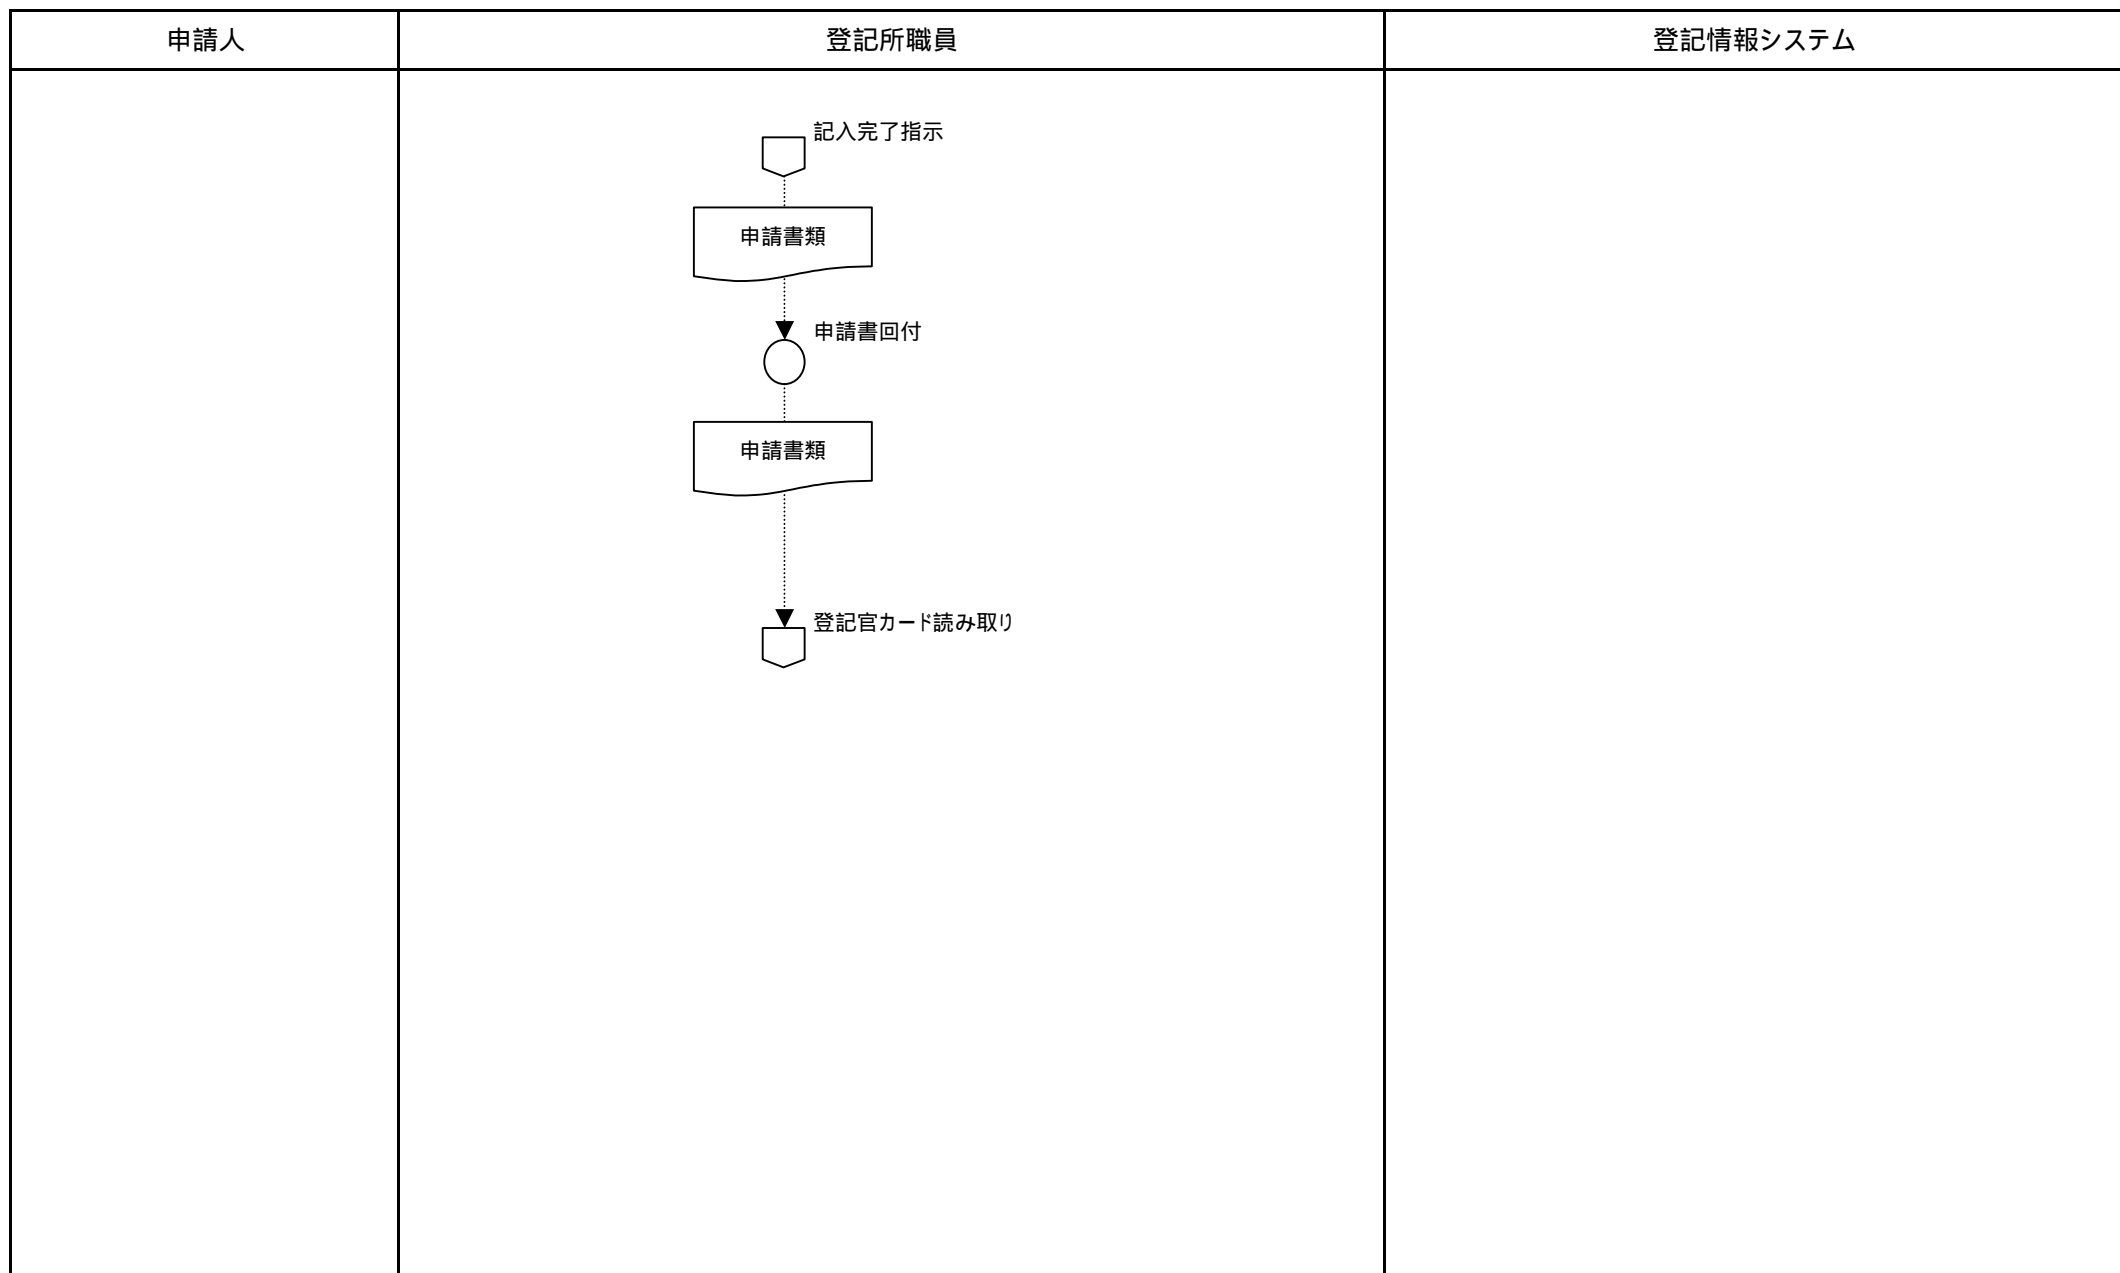 申請人
登記所職員
登記情報システム
記入完了指示
申請書類
申請書回付
申請書類
登記官カード読み取り